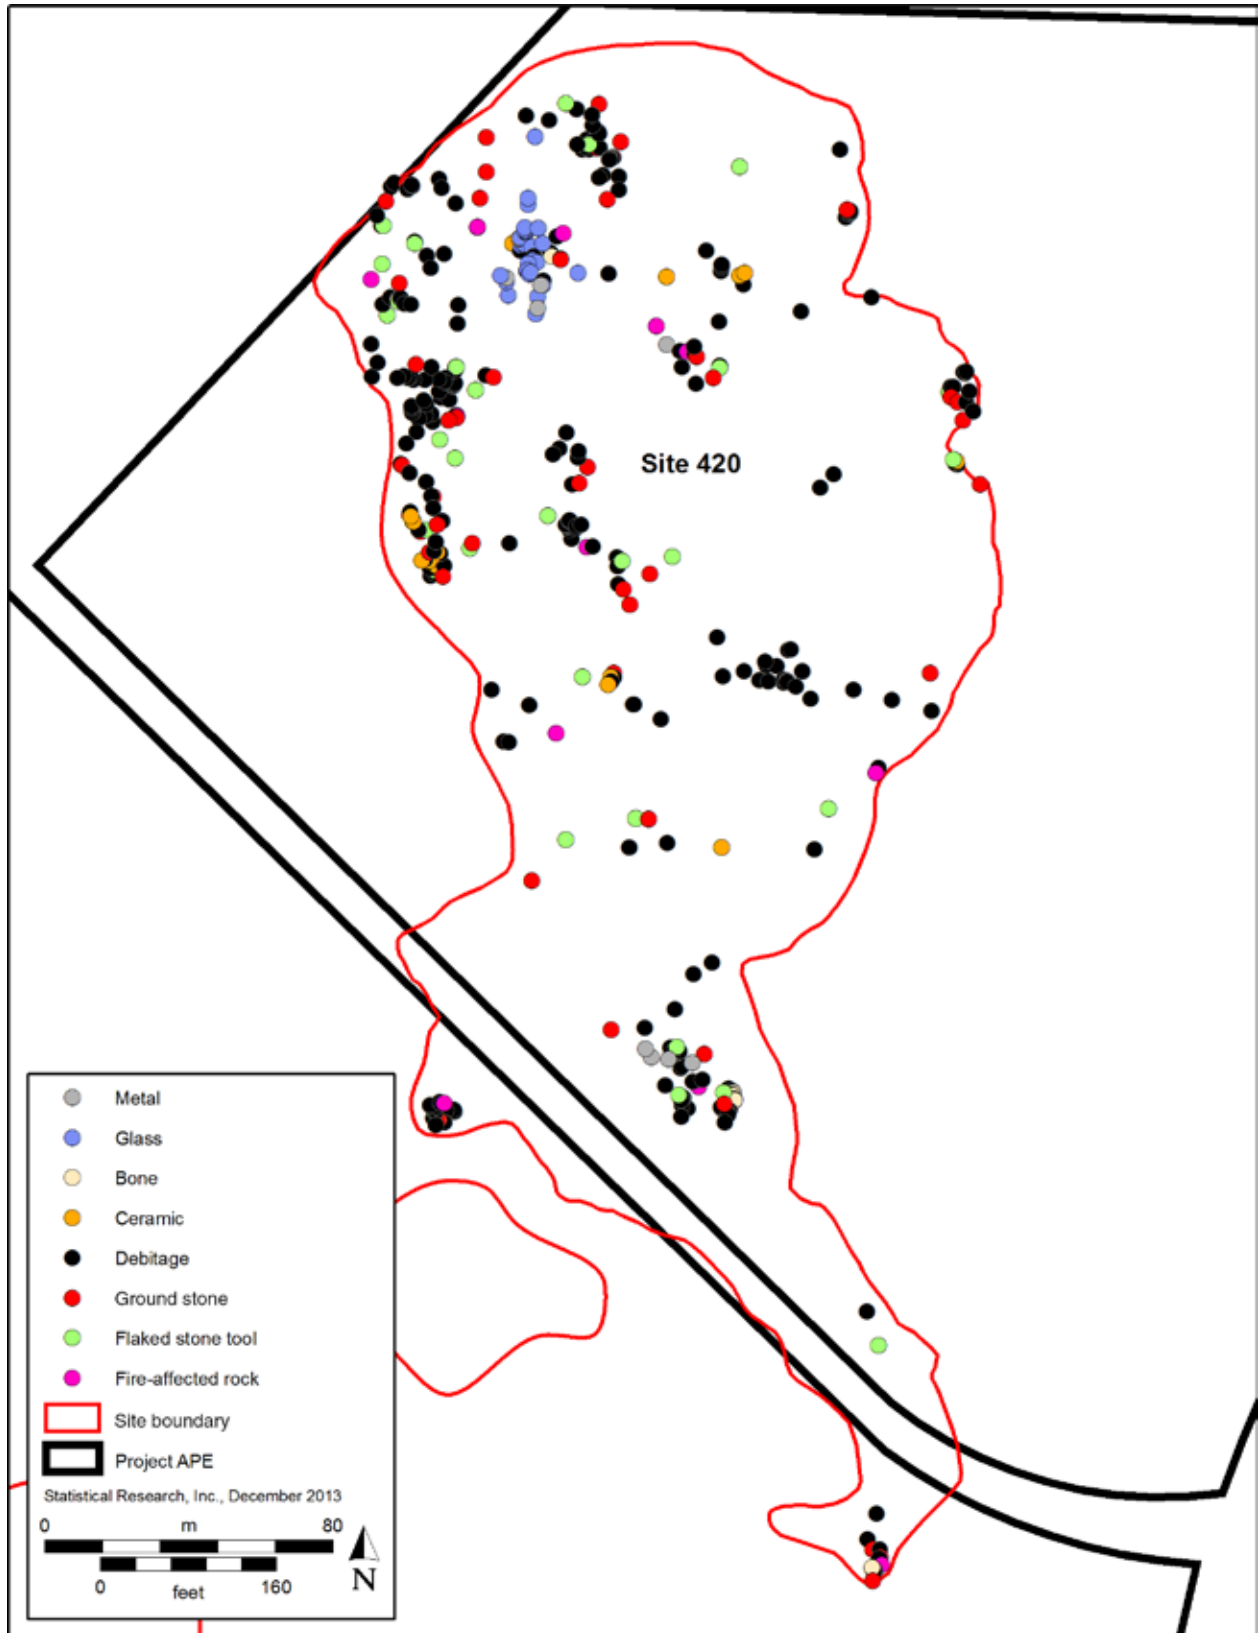 Site 420
Metal
Glass
Bone
Ceramic
Debitage
Ground stone
Flaked stone tool
Fire-affected rock
Site boundary
Project APE
Statistical Research, Inc., December 2013
0 m 80
0 feet 160
N